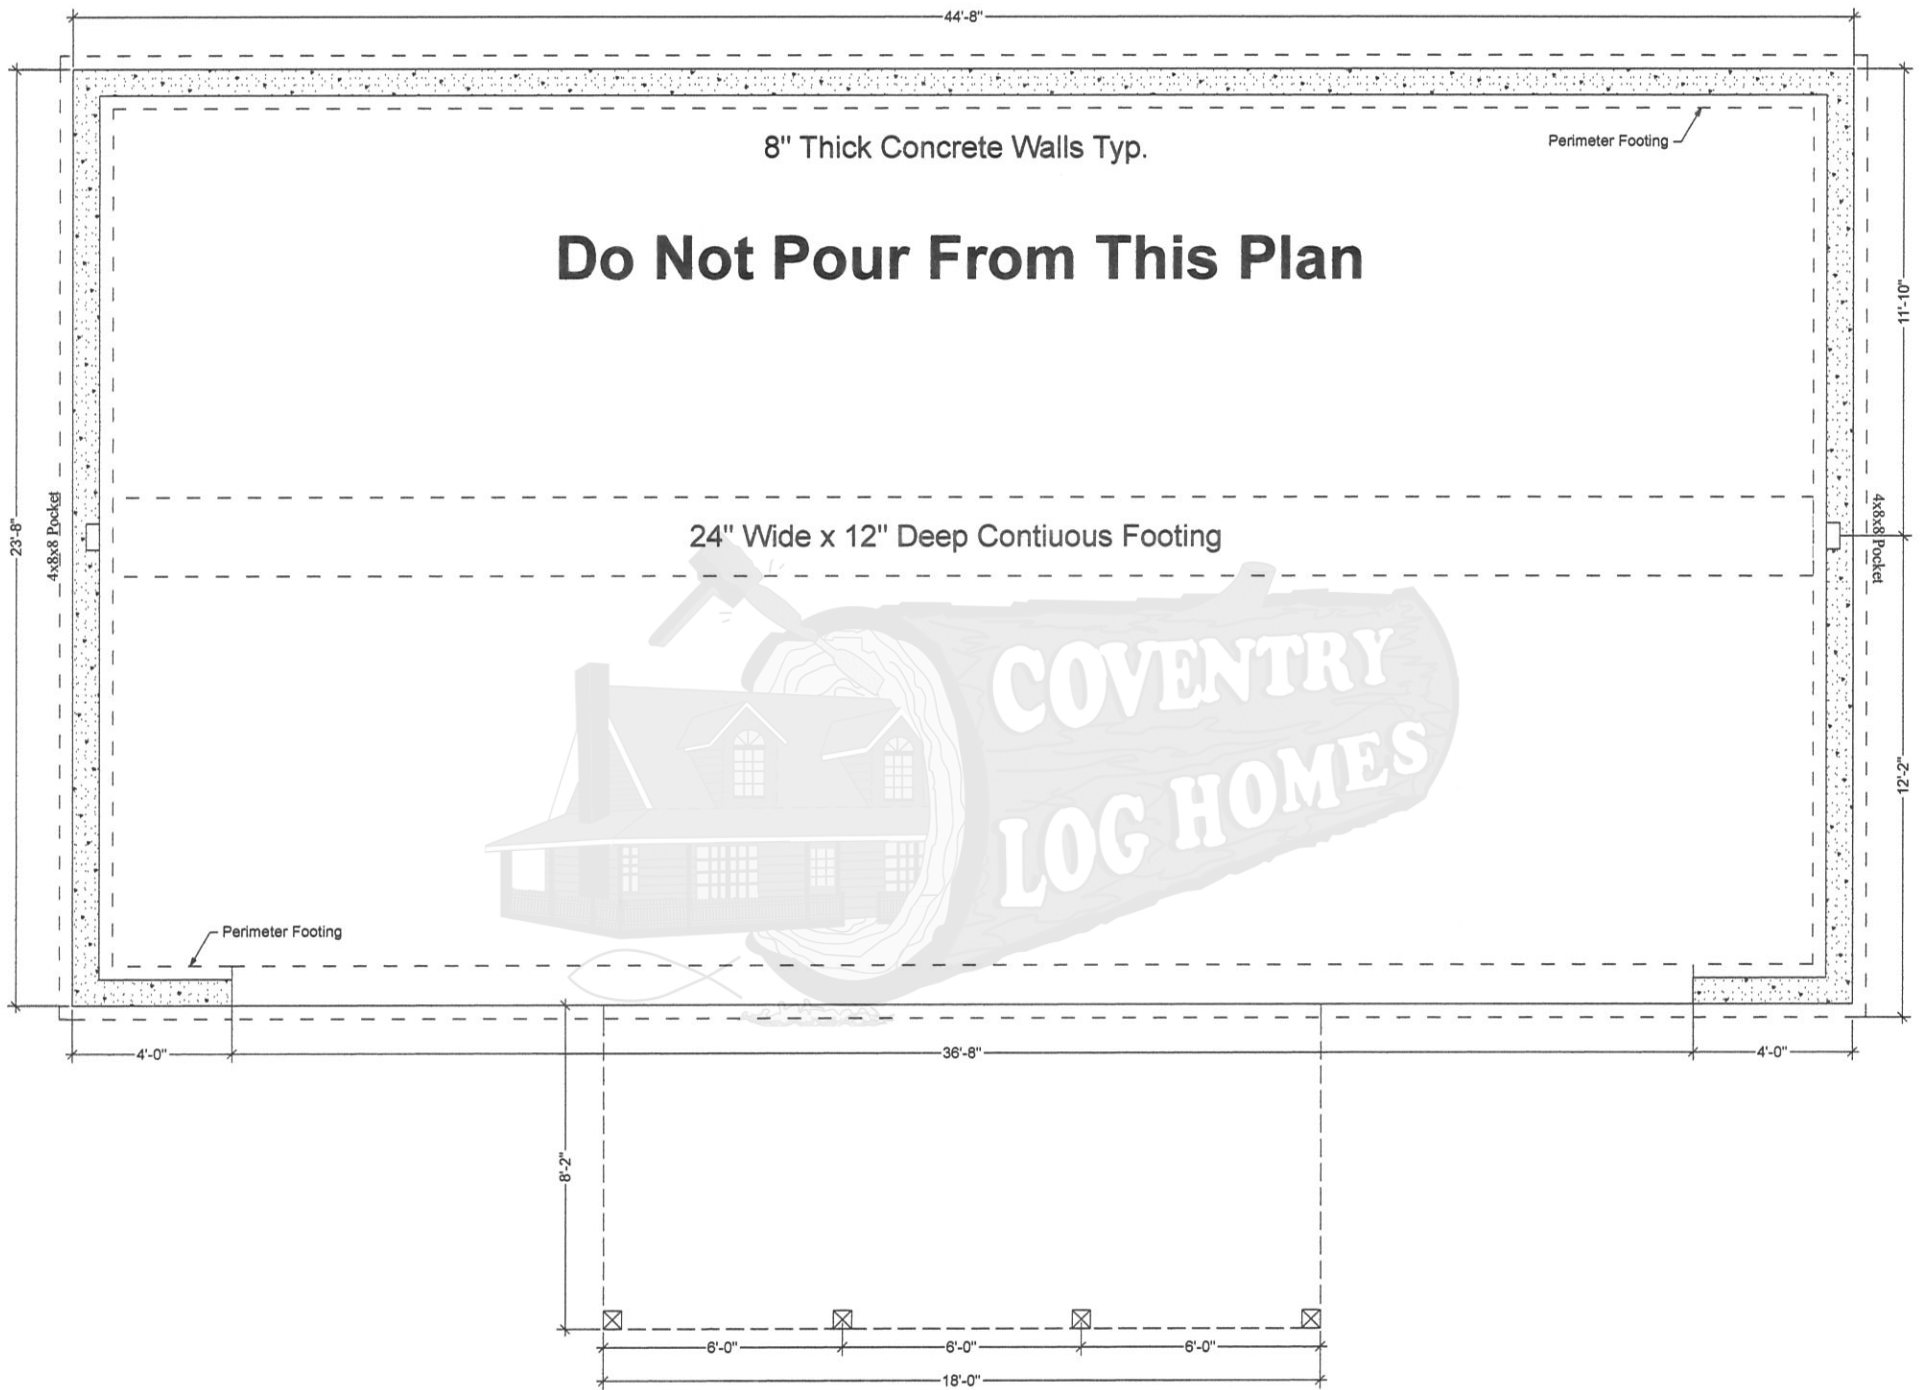 44'-8"
8" Thick Concrete Walls Typ.
Perimeter Footing
Do Not Pour From This Plan
11'-10"
23'-8"
4x8x8 Pocket
24" Wide x 12" Deep Contiuous Footing
4x8x8 Pocket
COVENTRY
LOG HOMES
12'-2"
Perimeter Footing
4'-0"
36'-8"
4'-0"
8'-2"
6'-0"
6'-0"
6'-0"
18'-0"